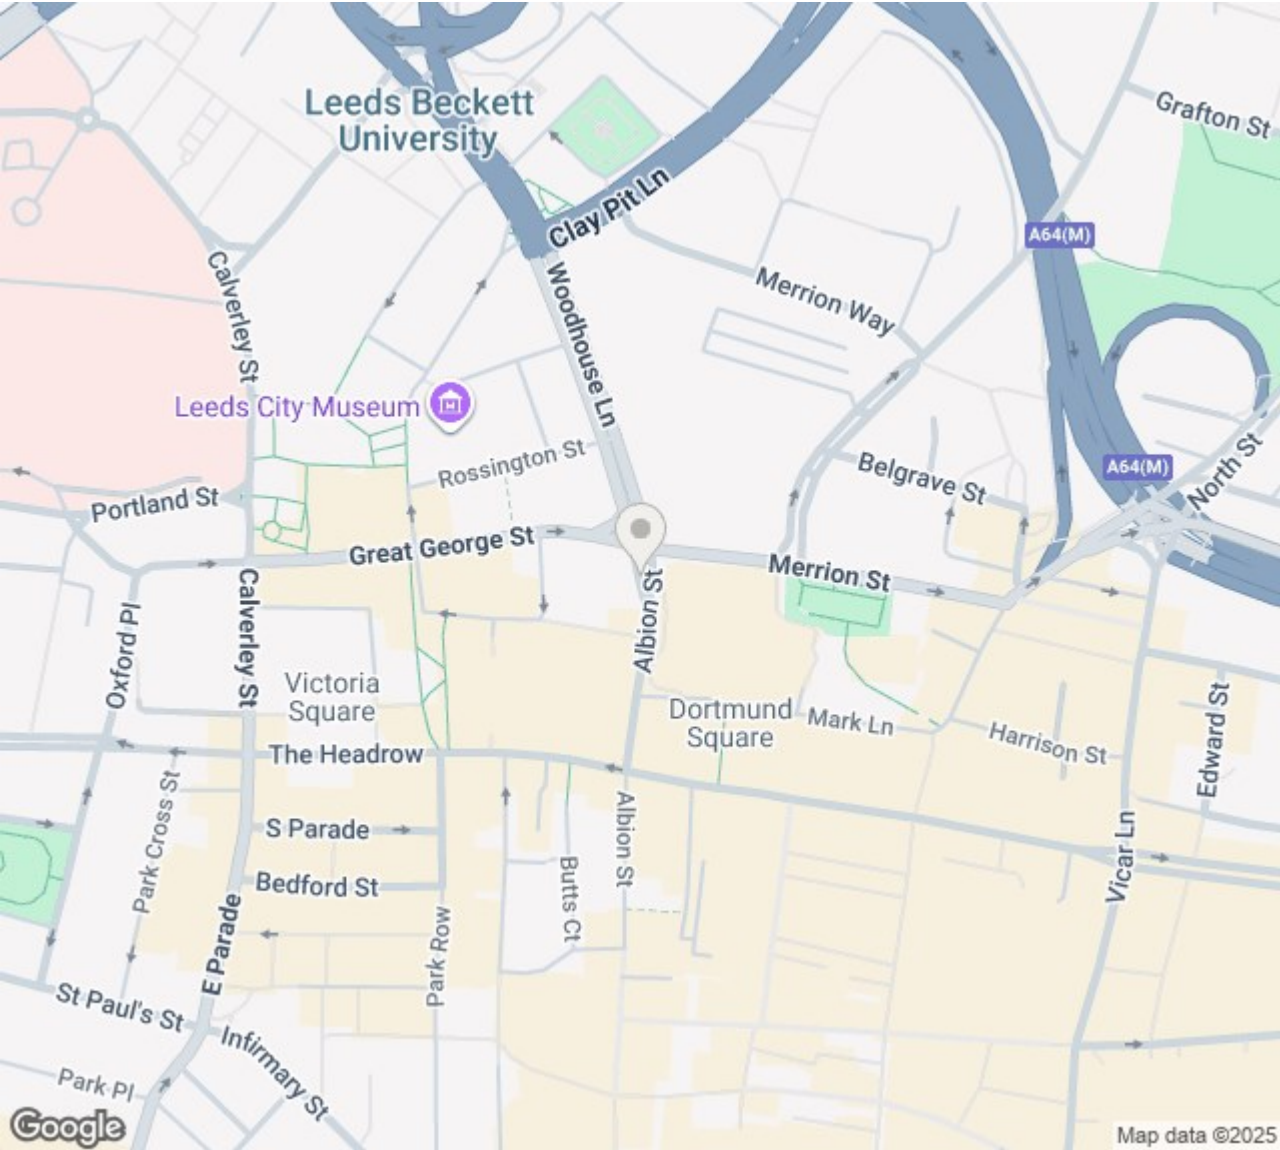 Leeds Beckett
University
Grafton St
Clay Pit Ln
A64(M)
Calverley St
Woodhouse Ln
Merrion Way
Leeds City Museum
Rossington St
Belgrave St
A64(M)
North St
Portland St
Great George St
Merrion St
Oxford Pl
Calverley St
Albion St
Victoria
Square
Dortmund
Square
Mark Ln
Harrison St
Edward St
The Headrow
Park Cross St
S Parade
Albion St
Butts Ct
Vicar Ln
Bedford St
E Parade
Park Row
St Paul's St
Infirmary St
Park Pl
Google
Map data ©2025